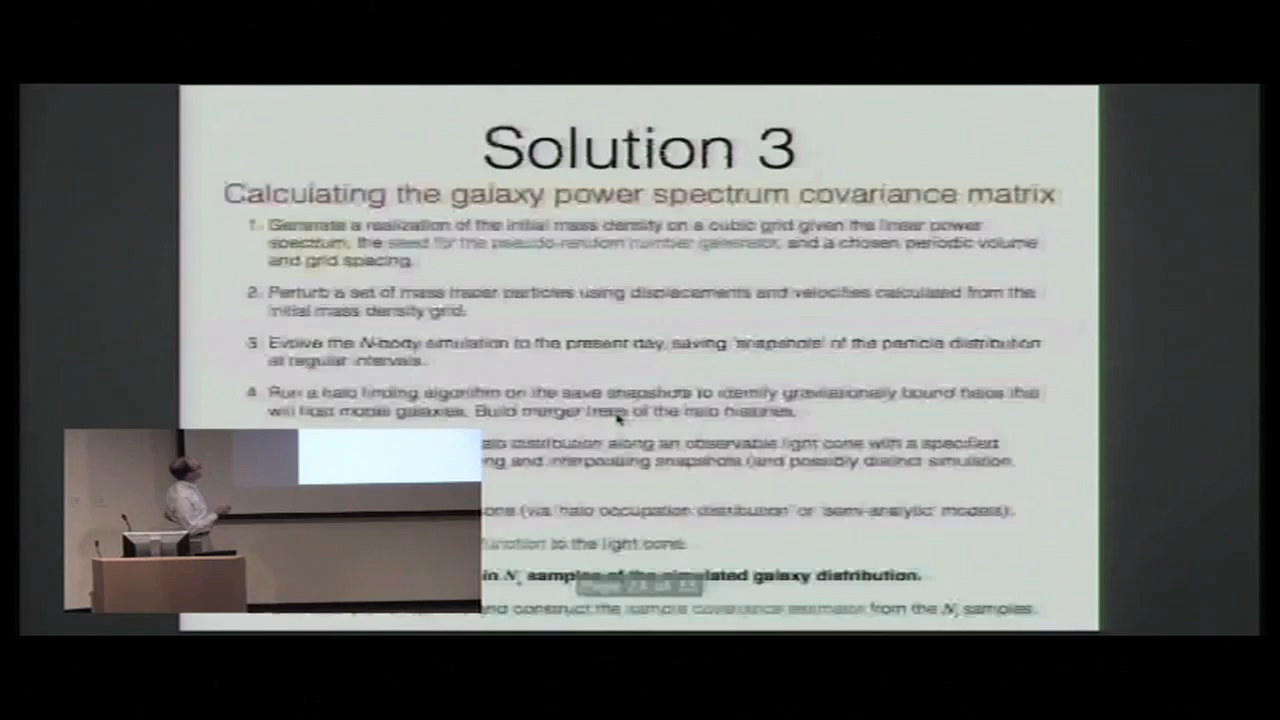 Solution 3
Calculating the galaxy power spectrum covariance matrix
1. Generate a realization of the initial mass density on a cubic grid given the linear power
spectrum, the seed for the pseudo-random number generator, and a chosen periodic volume
and grid spacing.
2. Perturb a set of mass tracer particles using displacements and velocities calculated from the
initial mass density grid.
3. Evolve the N-body simulation to the present day, saving 'snapshots' of the particle distribution
at regular intervals.
4. Run a halo finding algorithm on the save snapshots to identify gravitationally bound halos that
will host model galaxies. Build merger trees of the halo histories.
distribution along an observable light cone with a specified
and interpolating snapshots (and possibly distinct simulation
(via 'halo occupation distribution' or 'semi-analytic' models).
function to the light cone.
in Ns samples of the simulated galaxy distribution.
and construct the sample covariance estimator from the Ns samples.